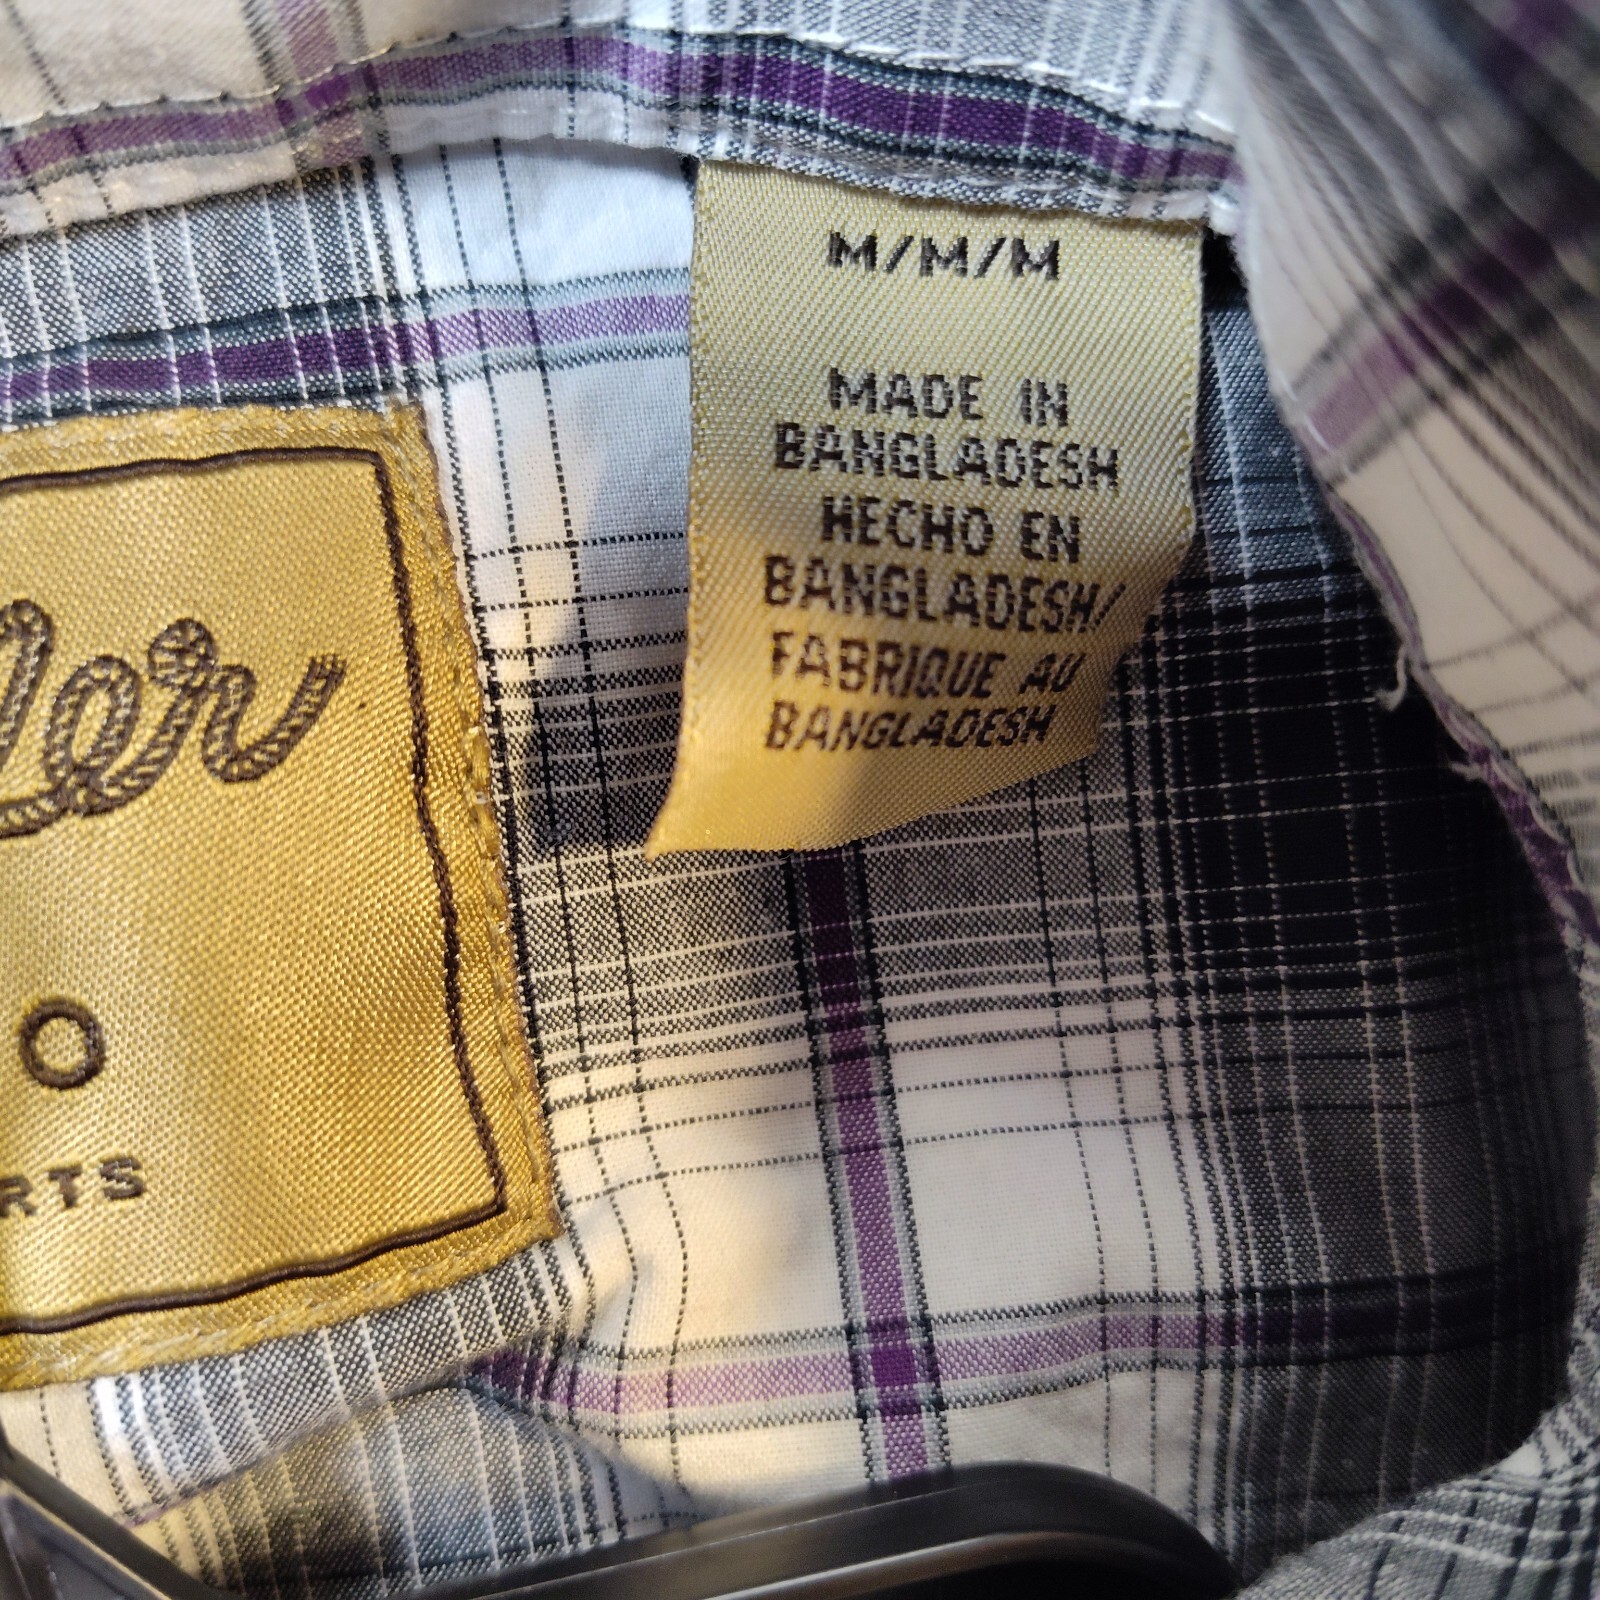 M/M/M
MADE IN
BANGLADESH
HECHO EN
BANGLADESH/
FABRIQUE AU
BANGLADESH